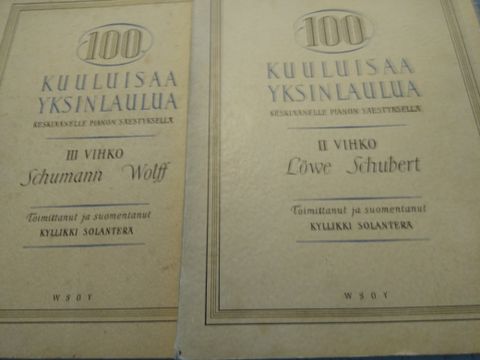 100
KUULUISAA
YKSINLAULUA
KESKIÄÄNELLE PIANON SÄESTYKSELLÄ
III VIHKO
Schumann Wolff
Toimittanut ja suomentanut
KYLLIKKI SOLANTERA
WSOY
100
KUULUISAA
YKSINLAULUA
KESKIÄÄNELLE PIANON SÄESTYKSELLÄ
II VIHKO
Löwe Schubert
Toimittanut ja suomentanut
KYLLIKKI SOLANTERA
WSOY